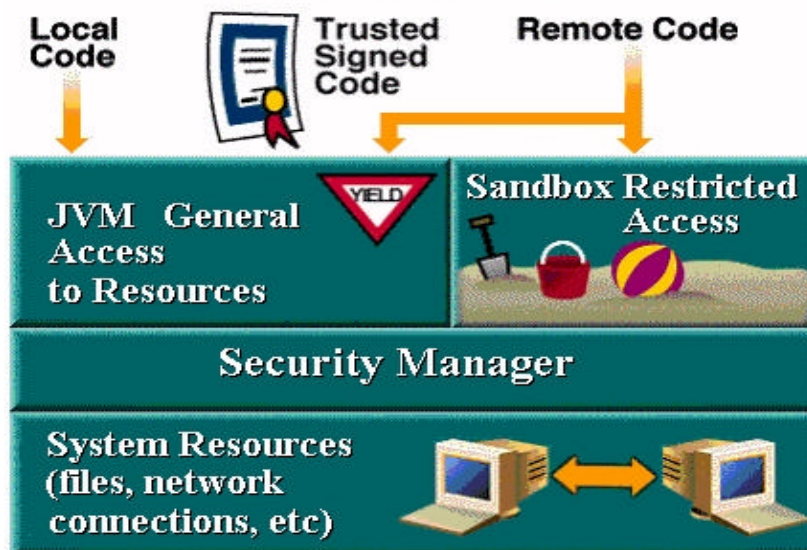 Local
Code
Trusted
Signed
Code
Remote Code
JVM General
Access
to Resources
YIELD
Sandbox Restricted
Access
Security Manager
System Resources
(files, network
connections, etc)